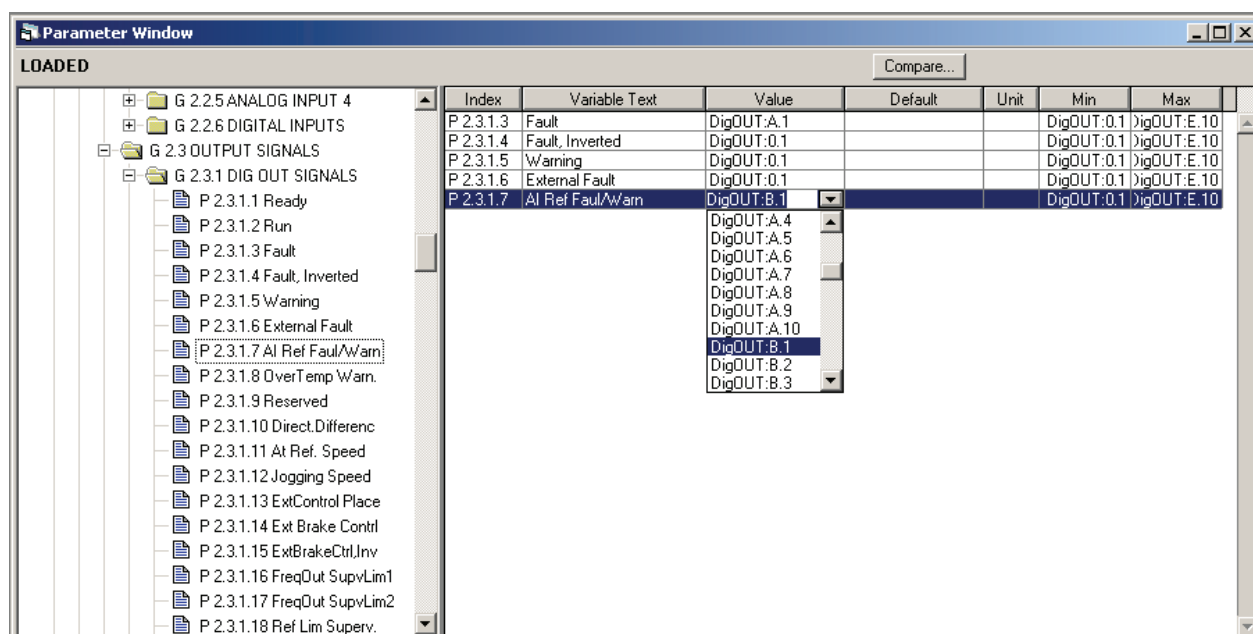 Parameter Window
LOADED
Compare...
G 2.2.5 ANALOG INPUT 4
G 2.2.6 DIGITAL INPUTS
G 2.3 OUTPUT SIGNALS
G 2.3.1 DIG OUT SIGNALS
P 2.3.1.1 Ready
P 2.3.1.2 Run
P 2.3.1.3 Fault
P 2.3.1.4 Fault, Inverted
P 2.3.1.5 Warning
P 2.3.1.6 External Fault
P 2.3.1.7 AI Ref Faul/Warn
P 2.3.1.8 OverTemp Warn.
P 2.3.1.9 Reserved
P 2.3.1.10 Direct.Differenc
P 2.3.1.11 At Ref. Speed
P 2.3.1.12 Jogging Speed
P 2.3.1.13 ExtControl Place
P 2.3.1.14 Ext Brake Contrl
P 2.3.1.15 ExtBrakeCtrl,Inv
P 2.3.1.16 FreqOut SupvLim1
P 2.3.1.17 FreqOut SupvLim2
P 2.3.1.18 Ref Lim Superv.
Index Variable Text Value Default Unit Min Max
P 2.3.1.3 Fault DigOUT:A.1 DigOUT:0.1 DigOUT:E.10
P 2.3.1.4 Fault, Inverted DigOUT:0.1 DigOUT:0.1 DigOUT:E.10
P 2.3.1.5 Warning DigOUT:0.1 DigOUT:0.1 DigOUT:E.10
P 2.3.1.6 External Fault DigOUT:0.1 DigOUT:0.1 DigOUT:E.10
P 2.3.1.7 AI Ref Faul/Warn DigOUT:B.1 DigOUT:0.1 DigOUT:E.10
DigOUT:A.4
DigOUT:A.5
DigOUT:A.6
DigOUT:A.7
DigOUT:A.8
DigOUT:A.9
DigOUT:A.10
DigOUT:B.1
DigOUT:B.2
DigOUT:B.3